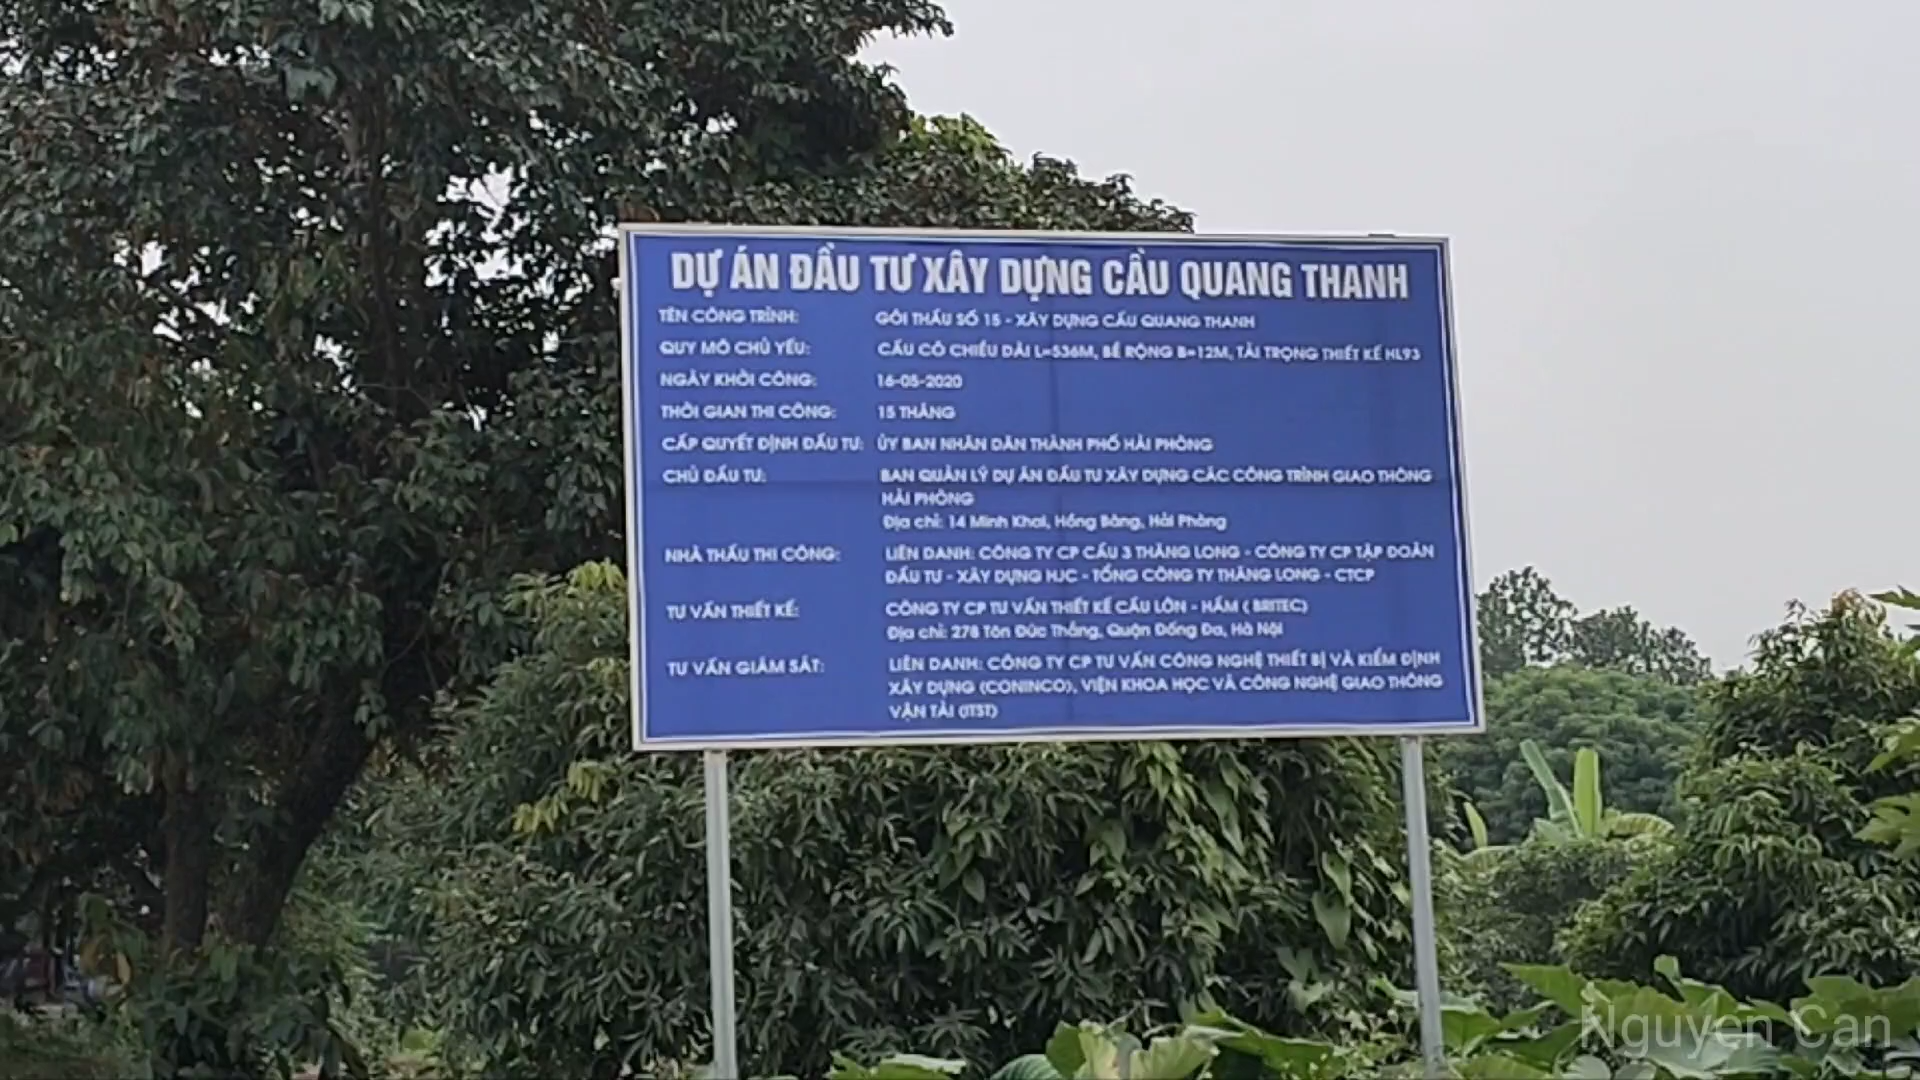 DỰ ÁN ĐẦU TƯ XÂY DỰNG CẦU QUANG THANH
TÊN CÔNG TRÌNH: GÓI THẦU SỐ 15 - XÂY DỰNG CẦU QUANG THANH
QUY MÔ CHỦ YẾU: CẦU CÓ CHIỀU DÀI L=536M, BỀ RỘNG B=12M, TẢI TRỌNG THIẾT KẾ HL93
NGÀY KHỞI CÔNG: 16-05-2020
THỜI GIAN THI CÔNG: 15 THÁNG
CẤP QUYẾT ĐỊNH ĐẦU TƯ: ỦY BAN NHÂN DÂN THÀNH PHỐ HẢI PHÒNG
CHỦ ĐẦU TƯ: BAN QUẢN LÝ DỰ ÁN ĐẦU TƯ XÂY DỰNG CÁC CÔNG TRÌNH GIAO THÔNG
HẢI PHÒNG
Địa chỉ: 14 Minh Khai, Hồng Bàng, Hải Phòng
NHÀ THẦU THI CÔNG: LIÊN DANH: CÔNG TY CP CẦU 3 THĂNG LONG - CÔNG TY CP TẬP ĐOÀN
ĐẦU TƯ - XÂY DỰNG HJC - TỔNG CÔNG TY THĂNG LONG - CTCP
TƯ VẤN THIẾT KẾ: CÔNG TY CP TƯ VẤN THIẾT KẾ CẦU LỚN - HẦM ( BRITEC)
Địa chỉ: 278 Tôn Đức Thắng, Quận Đống Đa, Hà Nội
TƯ VẤN GIÁM SÁT: LIÊN DANH: CÔNG TY CP TƯ VẤN CÔNG NGHỆ THIẾT BỊ VÀ KIỂM ĐỊNH
XÂY DỰNG (CONINCO), VIỆN KHOA HỌC VÀ CÔNG NGHỆ GIAO THÔNG
VẬN TẢI (ITST)
Nguyen Can